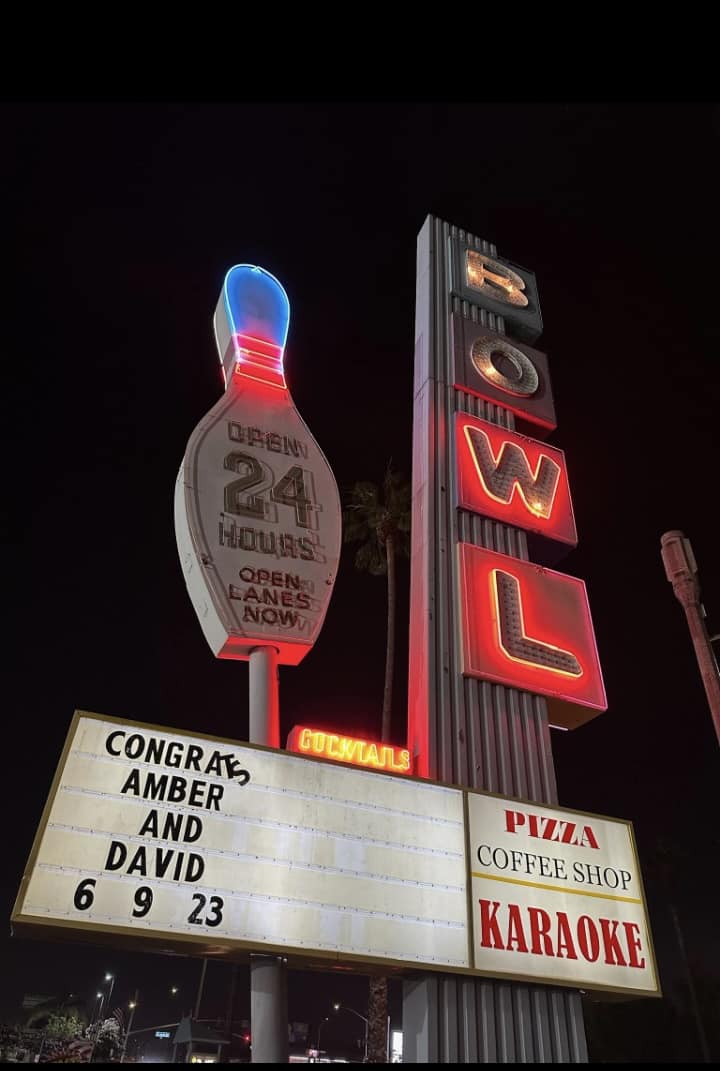 BOWL
OPEN
24
HOURS
OPEN
LANES
NOW
COCKTAILS
CONGRATS
AMBER
AND
DAVID
6 9 23
PIZZA
COFFEE SHOP
KARAOKE